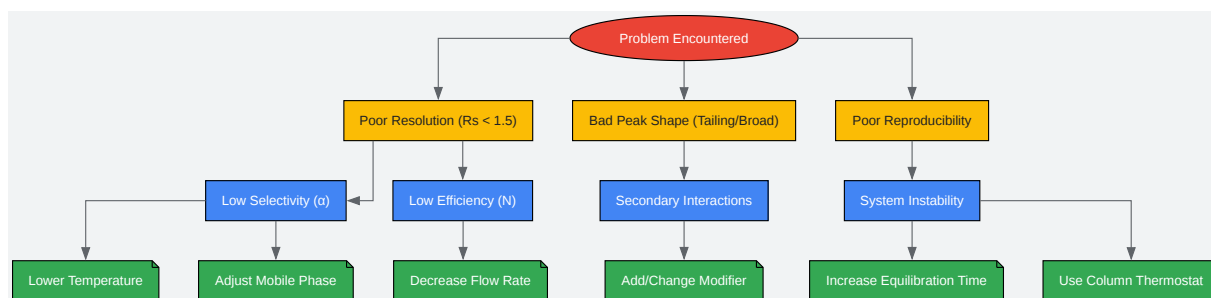 Problem Encountered
Poor Resolution (Rs < 1.5)
Bad Peak Shape (Tailing/Broad)
Poor Reproducibility
Low Selectivity (α)
Low Efficiency (N)
Secondary Interactions
System Instability
Lower Temperature
Adjust Mobile Phase
Decrease Flow Rate
Add/Change Modifier
Increase Equilibration Time
Use Column Thermostat